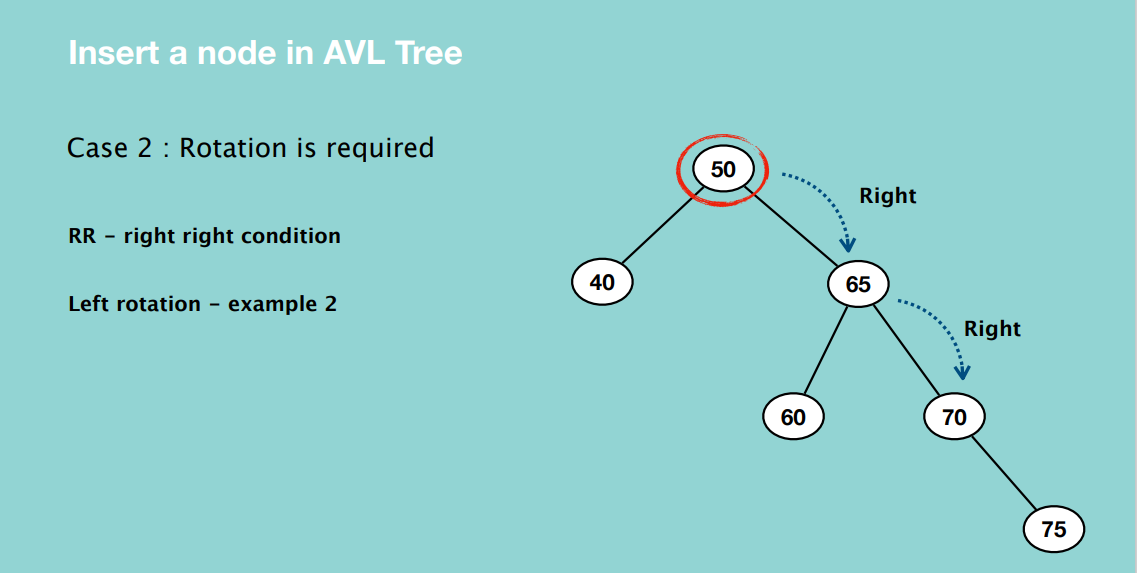 Insert a node in AVL Tree
Case 2 : Rotation is required
50
Right
RR – right right condition
40
65
Left rotation – example 2
Right
60
70
75